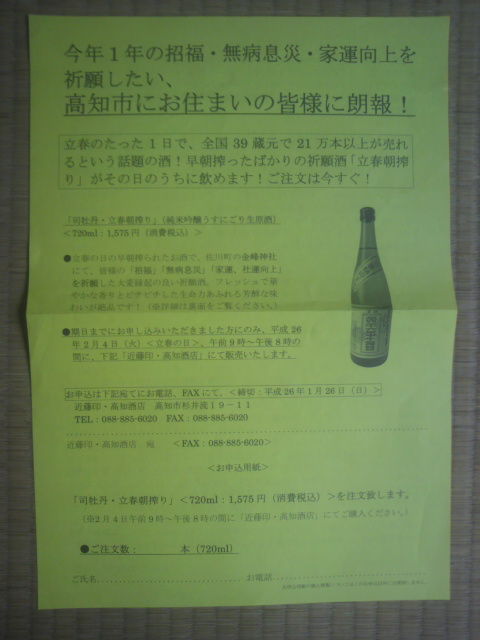 今年１年の招福・無病息災・家運向上を
祈願したい、
高知市にお住まいの皆様に朗報！
立春のたった１日で、全国39蔵元で21万本以上が売れ
るという話題の酒！早朝搾ったばかりの祈願酒「立春朝搾
り」がその日のうちに飲めます！ご注文は今すぐ！
「司牡丹・立春朝搾り」（純米吟醸うすにごり生原酒）
＜720ml：1,575円（消費税込）＞
●立春の日の早朝搾られたお酒で、佐川町の金峰神社
にて、皆様の「招福」「無病息災」「家運、社運向上」
を祈願した大変縁起の良い祈願酒。フレッシュで華
やかな香りとピチピチした生命力あふれる芳醇な味
わいが絶品です！（※詳細は裏面をご覧ください。）
●期日までにお申し込みいただきました方にのみ、平成26
年２月４日（火）＜立春の日＞、午前９時～午後８時の
間に、下記「近藤印・高知酒店」にて販売いたします。
お申込は下記宛てにお電話、FAXにて、＜締切：平成26年１月26日（日）＞
近藤印・高知酒店　高知市杉井流１９－１１
TEL：088-885-6020　FAX：088-885-6020
近藤印・高知酒店　宛　＜FAX：088-885-6020＞
＜お申込用紙＞
「司牡丹・立春朝搾り」＜720ml：1,575円（消費税込）＞を注文致します。
（※２月４日午前９時～午後８時の間に「近藤印・高知酒店」にてご購入ください。）
●ご注文数：　　　　本（720ml）
ご氏名　　　　お電話